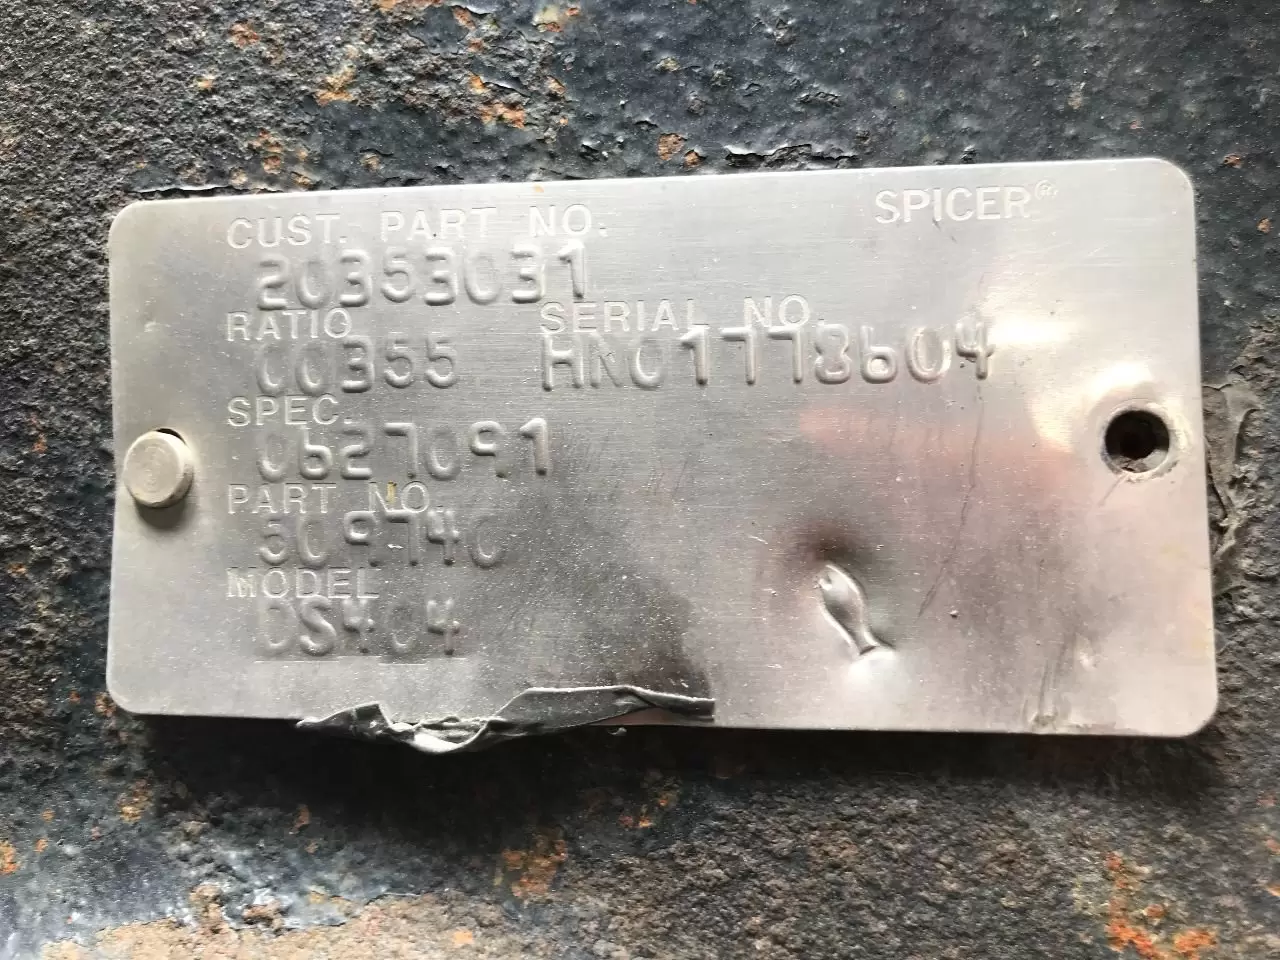 CUST. PART NO. SPICER®
20353031
RATIO SERIAL NO.
00355 HN01778604
SPEC.
0627091
PART NO.
509740
MODEL
DS404